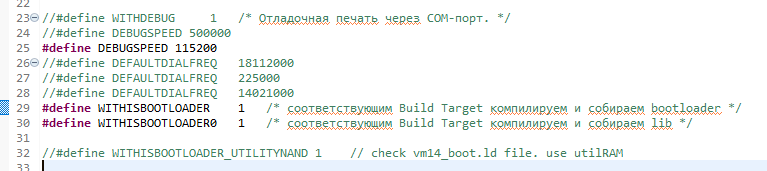 22
23 //#define WITHDEBUG 1 /* Отладочная печать через COM-порт. */
24 //#define DEBUGSPEED 500000
25 #define DEBUGSPEED 115200
26 //#define DEFAULTDIALFREQ 18112000
27 //#define DEFAULTDIALFREQ 225000
28 //#define DEFAULTDIALFREQ 14021000
29 #define WITHISBOOTLOADER 1 /* соответствующим Build Target компилируем и собираем bootloader */
30 #define WITHISBOOTLOADER0 1 /* соответствующим Build Target компилируем и собираем lib */
31
32 //#define WITHISBOOTLOADER_UTILITYNAND 1 // check vm14_boot.ld file. use utilRAM
33